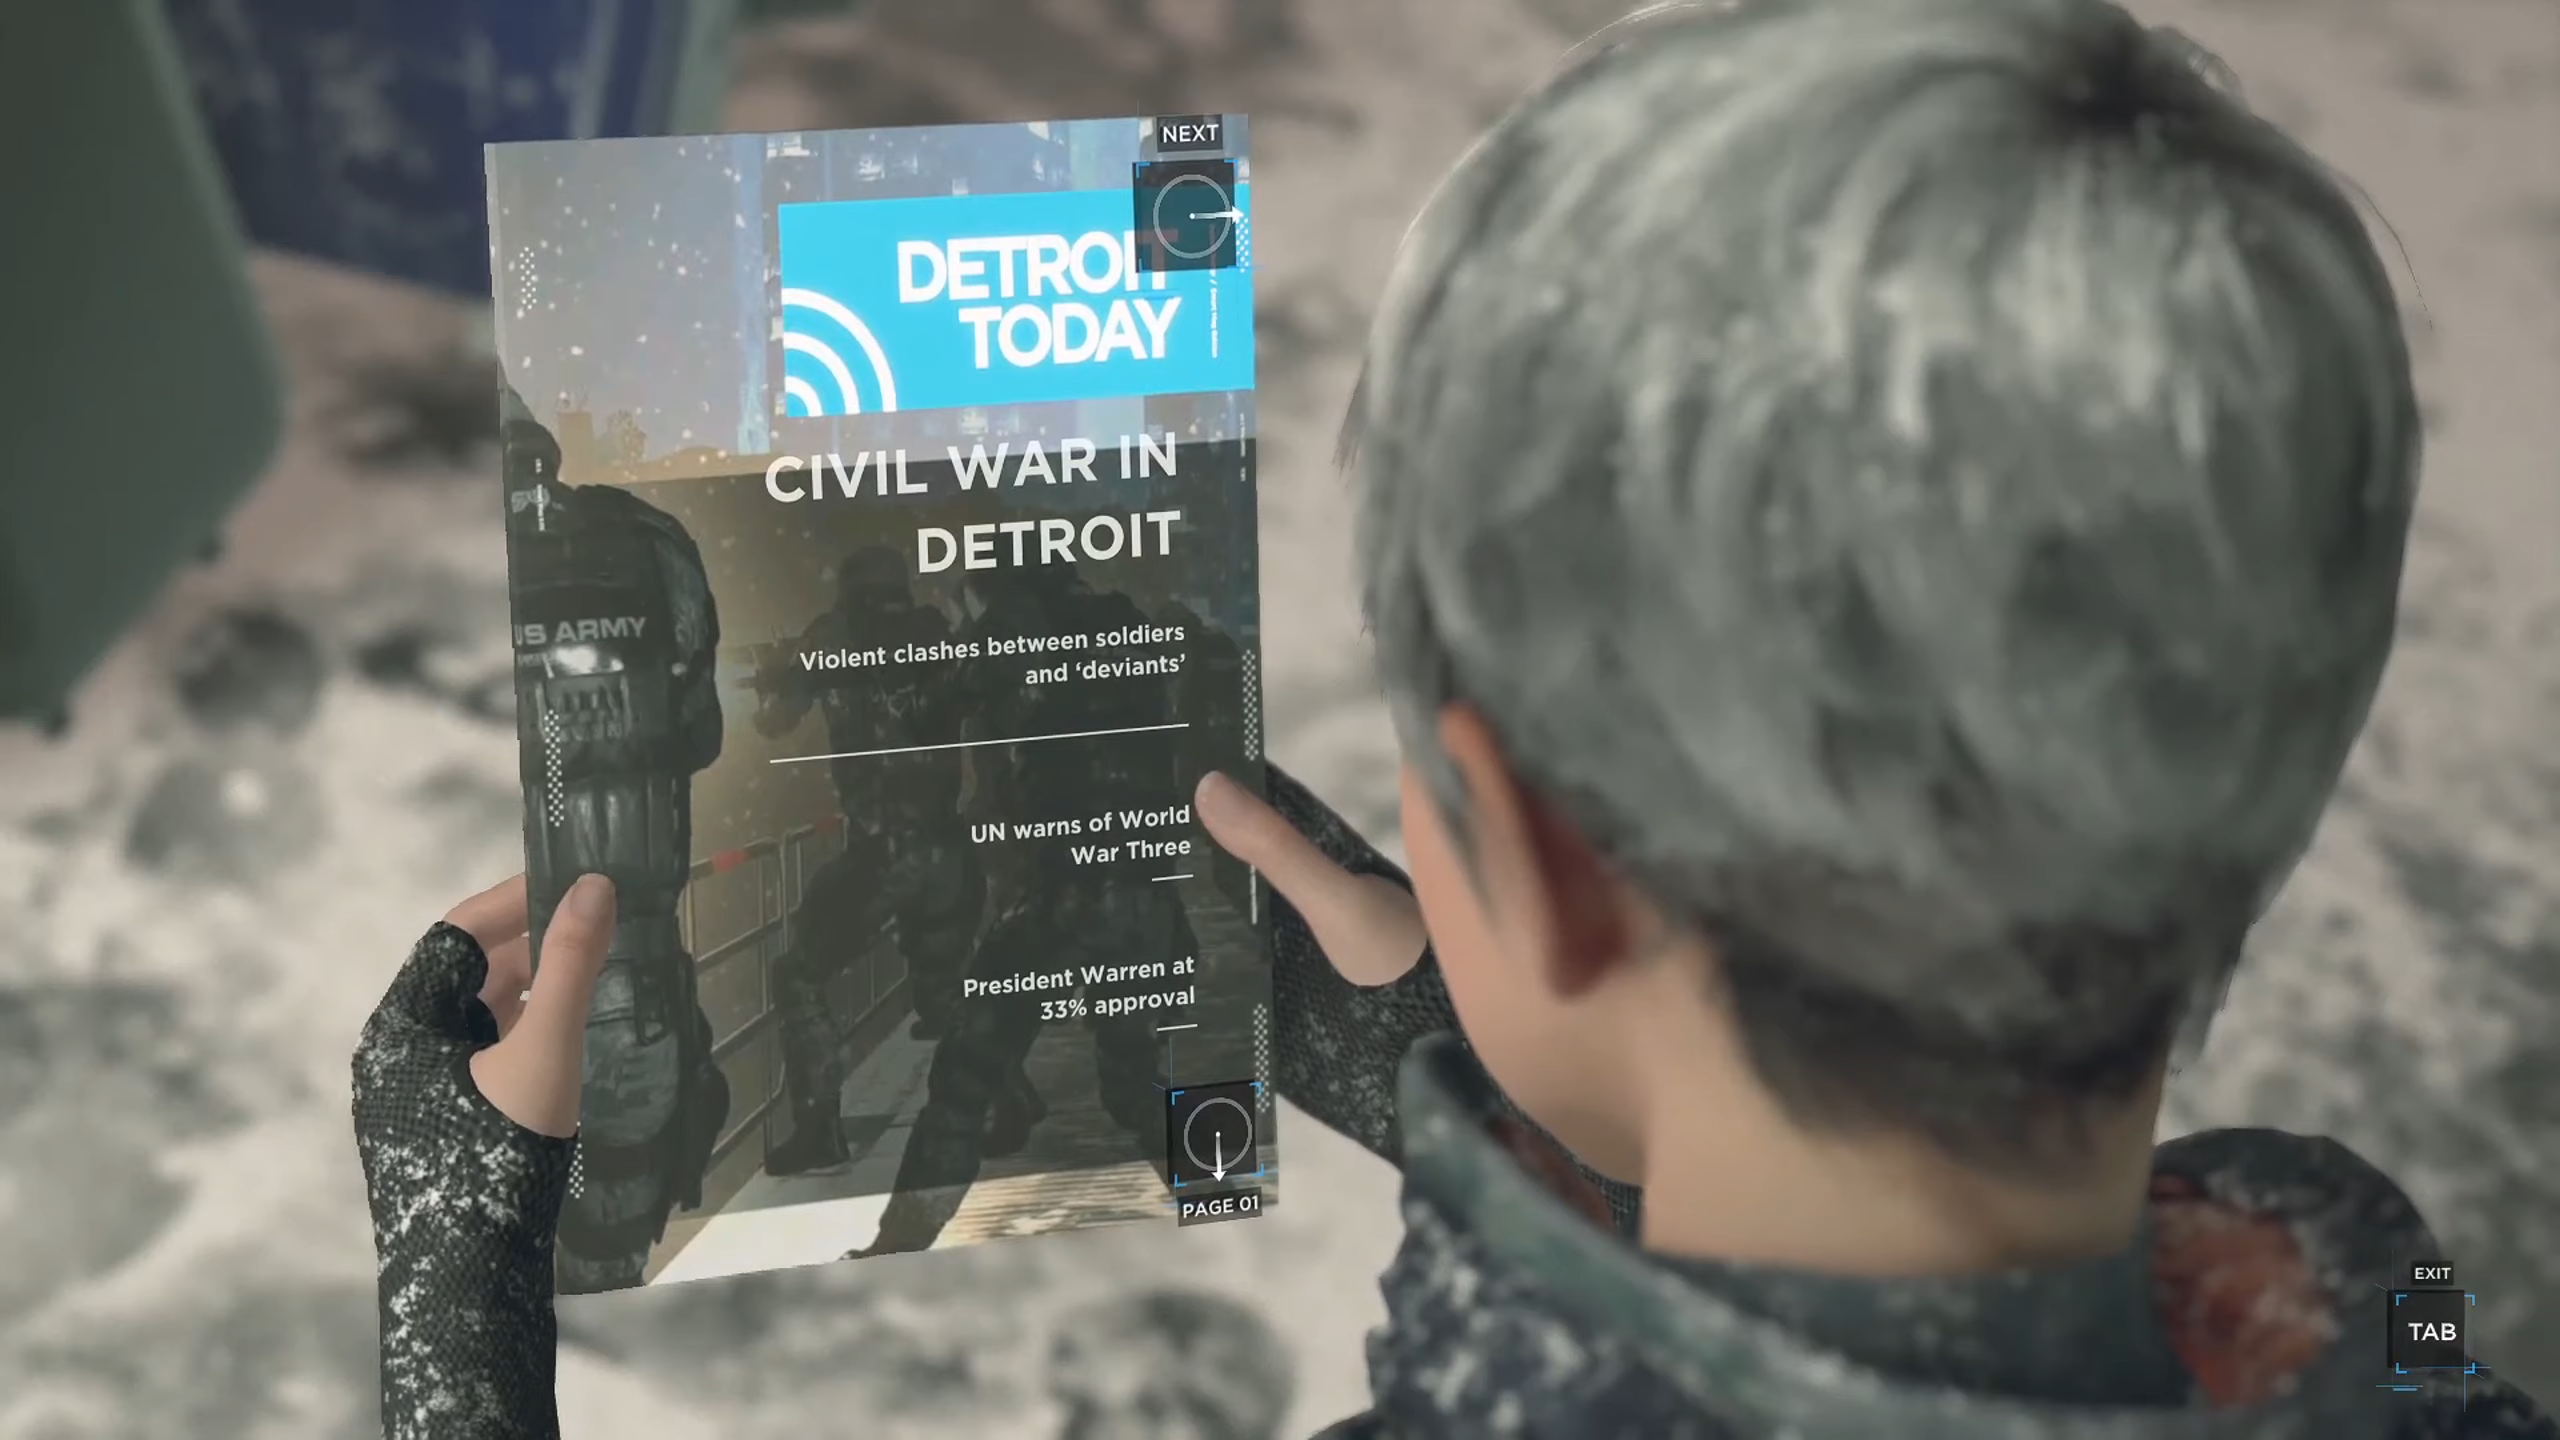 NEXT
DETROIT
TODAY
CIVIL WAR IN
DETROIT
US ARMY
Violent clashes between soldiers
and ‘deviants’
UN warns of World
War Three
President Warren at
33% approval
PAGE 01
EXIT
TAB